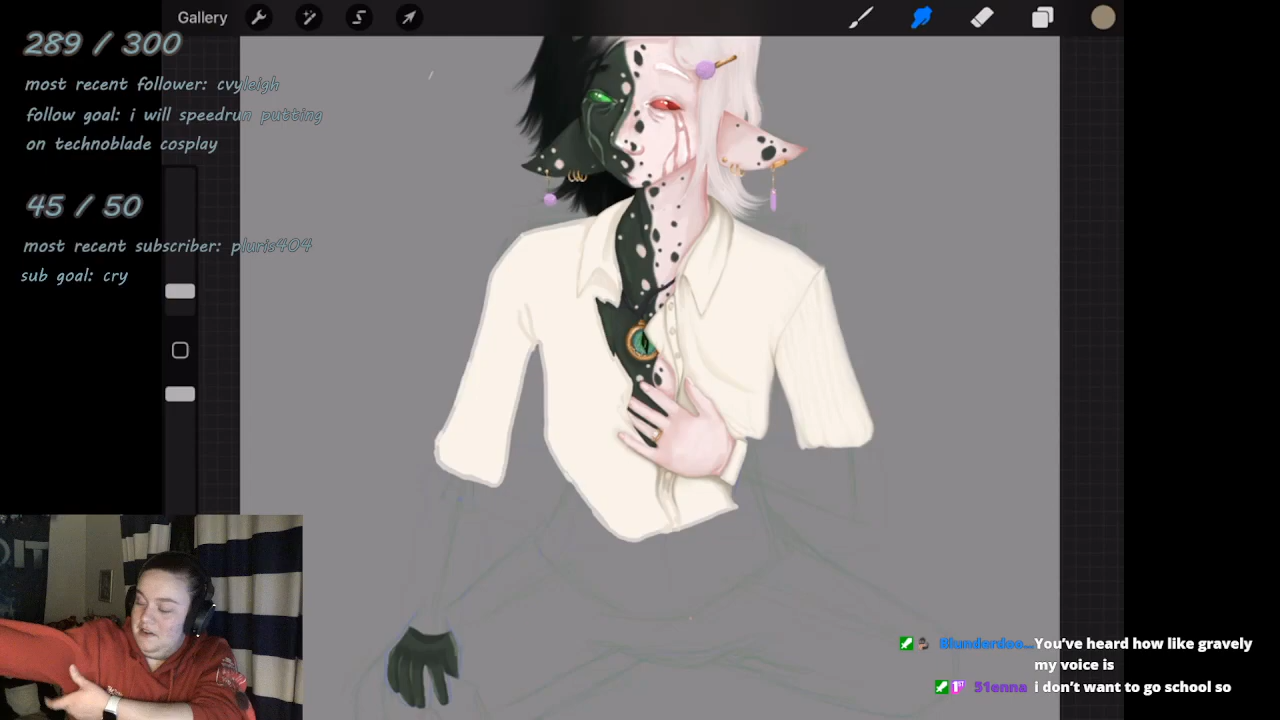 Gallery
289 / 300
most recent follower: cvyleigh
follow goal: i will speedrun putting
on technoblade cosplay
45 / 50
most recent subscriber: pluris404
sub goal: cry
Blunderdoo... You've heard how like gravely
my voice is
51enna i don't want to go school so